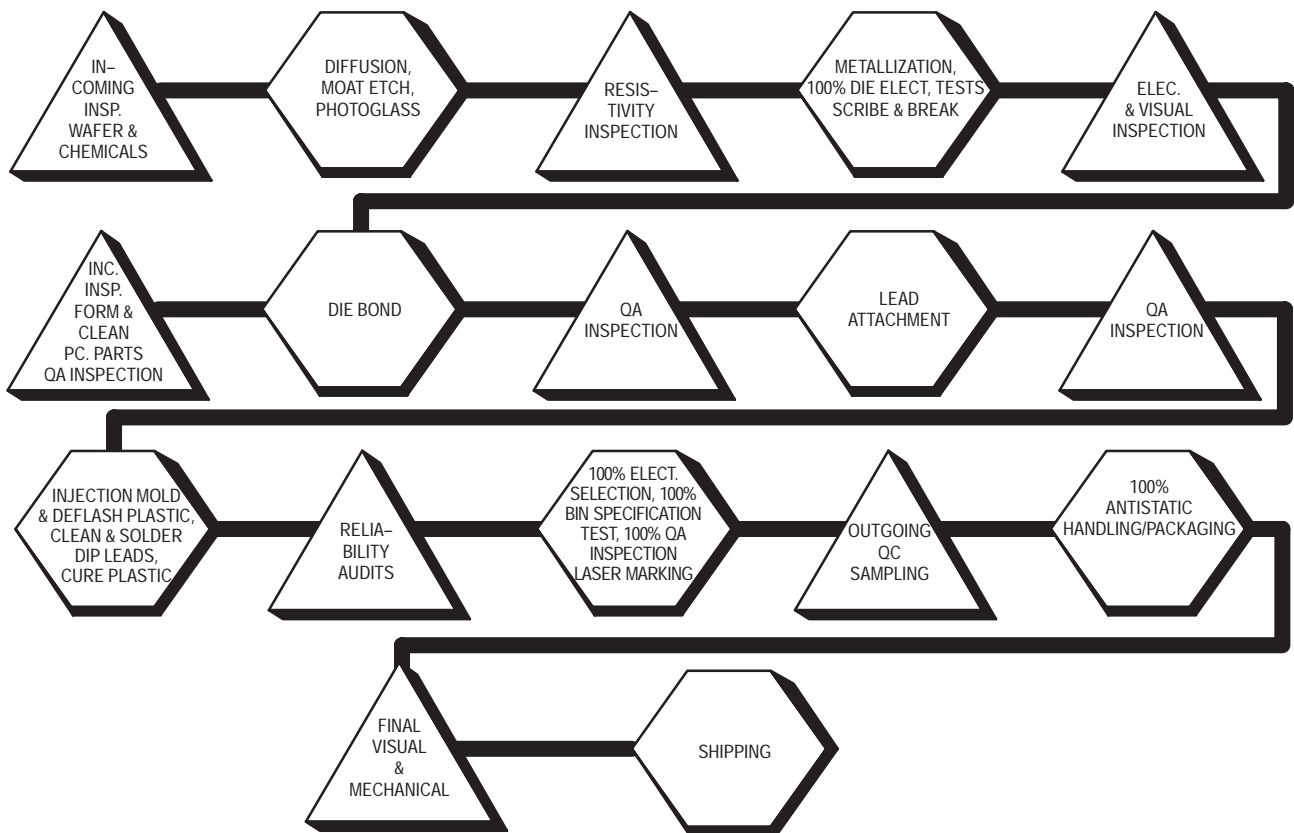 IN–
COMING
INSP.
WAFER &
CHEMICALS
DIFFUSION,
MOAT ETCH,
PHOTOGLASS
RESIS–
TIVITY
INSPECTION
METALLIZATION,
100% DIE ELECT, TESTS
SCRIBE & BREAK
ELEC.
& VISUAL
INSPECTION
INC.
INSP.
FORM &
CLEAN
PC. PARTS
QA INSPECTION
DIE BOND
QA
INSPECTION
LEAD
ATTACHMENT
QA
INSPECTION
INJECTION MOLD
& DEFLASH PLASTIC,
CLEAN & SOLDER
DIP LEADS,
CURE PLASTIC
RELIA–
BILITY
AUDITS
100% ELECT.
SELECTION, 100%
BIN SPECIFICATION
TEST, 100% QA
INSPECTION
LASER MARKING
OUTGOING
QC
SAMPLING
100%
ANTISTATIC
HANDLING/PACKAGING
FINAL
VISUAL
&
MECHANICAL
SHIPPING